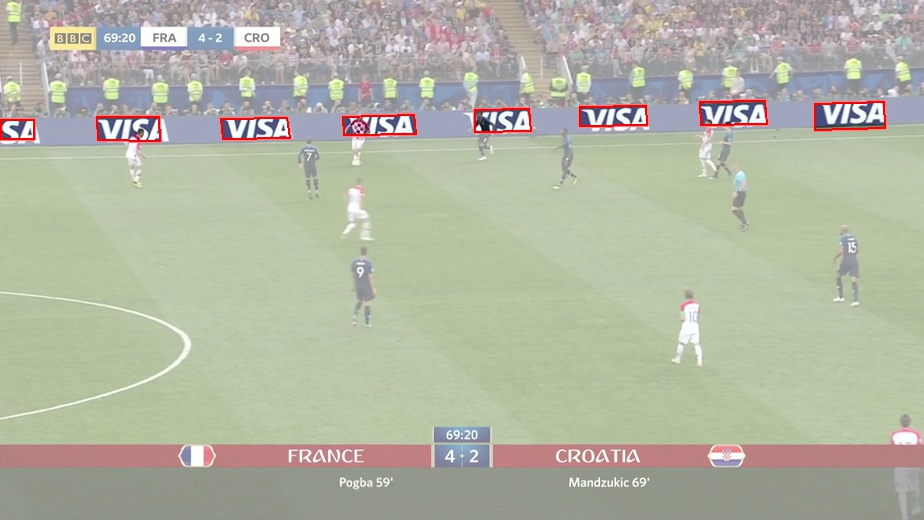 BBC 69:20 FRA 4 - 2 CRO
SA VISA VISA VISA VISA VISA VISA VISA
7
9
15
10
69:20
FRANCE 4 - 2 CROATIA
Pogba 59' Mandzukic 69'